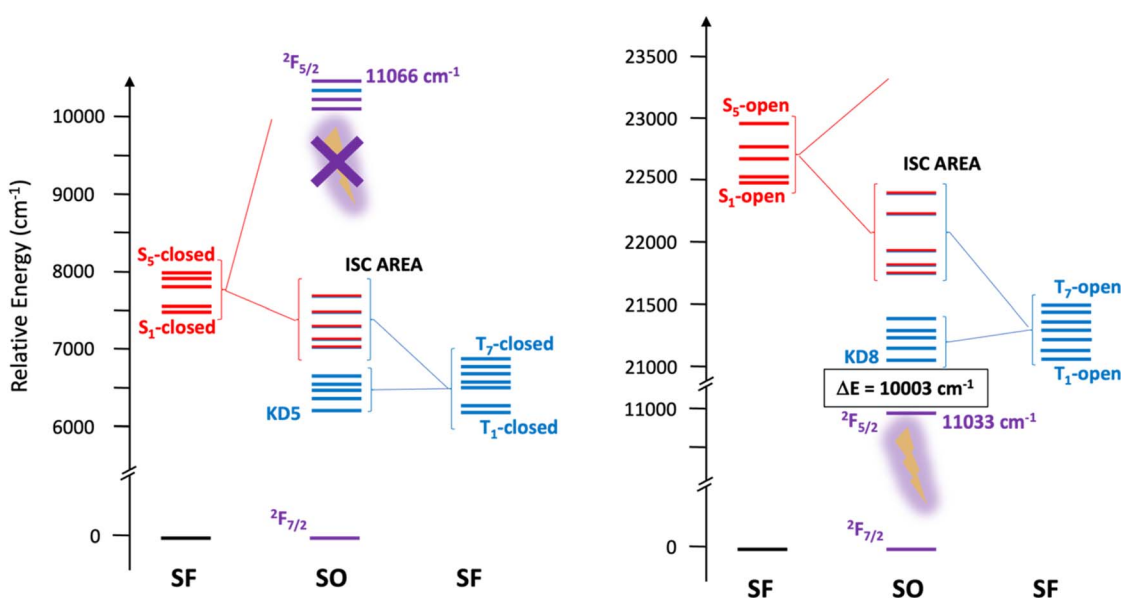 ²F₅/₂
11066 cm⁻¹
10000
9000
8000
7000
6000
0
Relative Energy (cm⁻¹)
S₅-closed
S₁-closed
ISC AREA
KD5
T₇-closed
T₁-closed
²F₇/₂
SF
SO
SF
23500
23000
22500
22000
21500
21000
11000
0
S₅-open
S₁-open
ISC AREA
T₇-open
T₁-open
KD8
ΔE = 10003 cm⁻¹
²F₅/₂
11033 cm⁻¹
²F₇/₂
SF
SO
SF